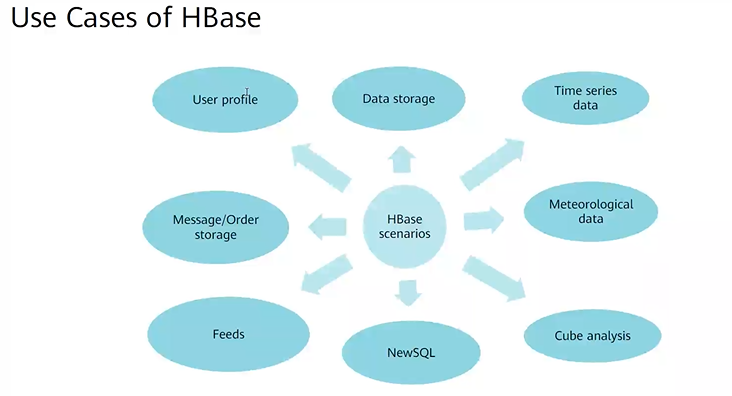 Use Cases of HBase
User profile
Data storage
Time series
data
Message/Order
storage
HBase
scenarios
Meteorological
data
Feeds
NewSQL
Cube analysis